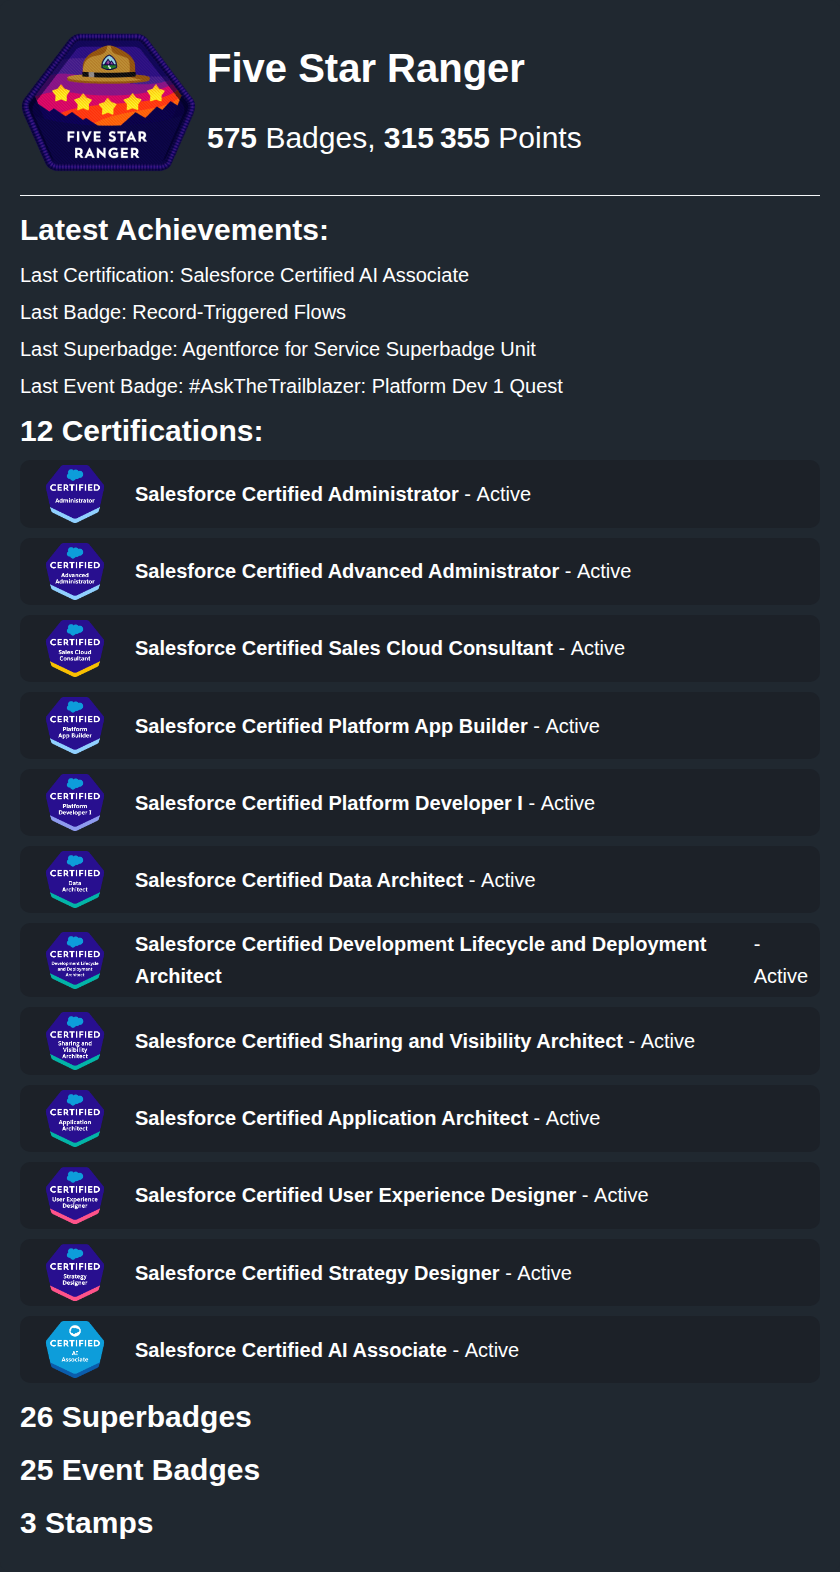 FIVE STAR
RANGER
Five Star Ranger
575 Badges, 315 355 Points
Latest Achievements:
Last Certification: Salesforce Certified AI Associate
Last Badge: Record-Triggered Flows
Last Superbadge: Agentforce for Service Superbadge Unit
Last Event Badge: #AskTheTrailblazer: Platform Dev 1 Quest
12 Certifications:
CERTIFIED
Administrator
Salesforce Certified Administrator - Active
CERTIFIED
Advanced
Administrator
Salesforce Certified Advanced Administrator - Active
CERTIFIED
Sales Cloud
Consultant
Salesforce Certified Sales Cloud Consultant - Active
CERTIFIED
Platform
App Builder
Salesforce Certified Platform App Builder - Active
CERTIFIED
Platform
Developer I
Salesforce Certified Platform Developer I - Active
CERTIFIED
Data
Architect
Salesforce Certified Data Architect - Active
CERTIFIED
Development Lifecycle
and Deployment
Architect
Salesforce Certified Development Lifecycle and Deployment -
Architect Active
CERTIFIED
Sharing and
Visibility
Architect
Salesforce Certified Sharing and Visibility Architect - Active
CERTIFIED
Application
Architect
Salesforce Certified Application Architect - Active
CERTIFIED
User Experience
Designer
Salesforce Certified User Experience Designer - Active
CERTIFIED
Strategy
Designer
Salesforce Certified Strategy Designer - Active
CERTIFIED
AI
Associate
Salesforce Certified AI Associate - Active
26 Superbadges
25 Event Badges
3 Stamps